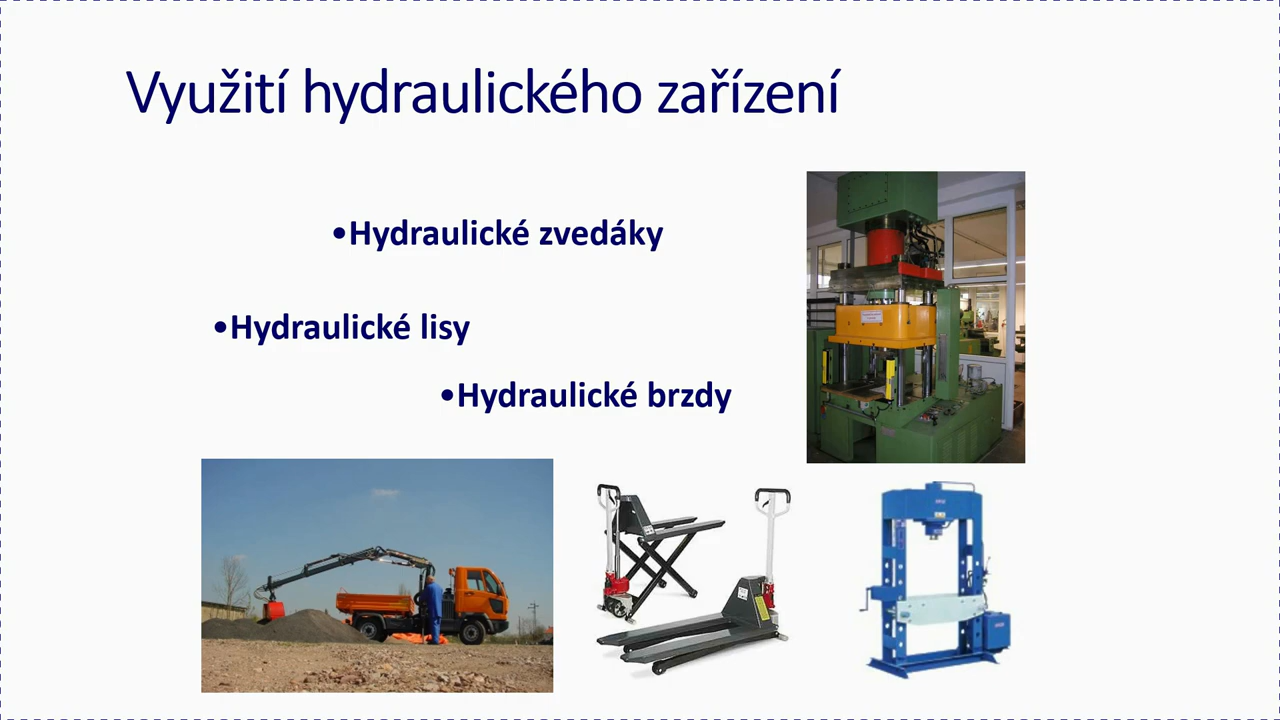 Využití hydraulického zařízení
•Hydraulické zvedáky
•Hydraulické lisy
•Hydraulické brzdy